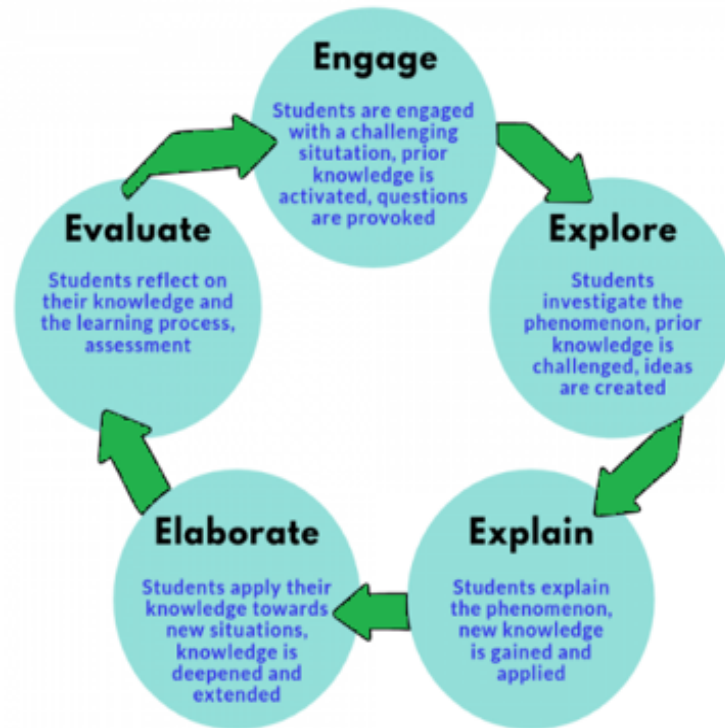 Engage
Students are engaged
with a challenging
situtation, prior
knowledge is
activated, questions
are provoked
Explore
Students
investigate the
phenomenon, prior
knowledge is
challenged, ideas
are created
Explain
Students explain
the phenomenon,
new knowledge
is gained and
applied
Elaborate
Students apply their
knowledge towards
new situations,
knowledge is
deepened and
extended
Evaluate
Students reflect on
their knowledge and
the learning process,
assessment